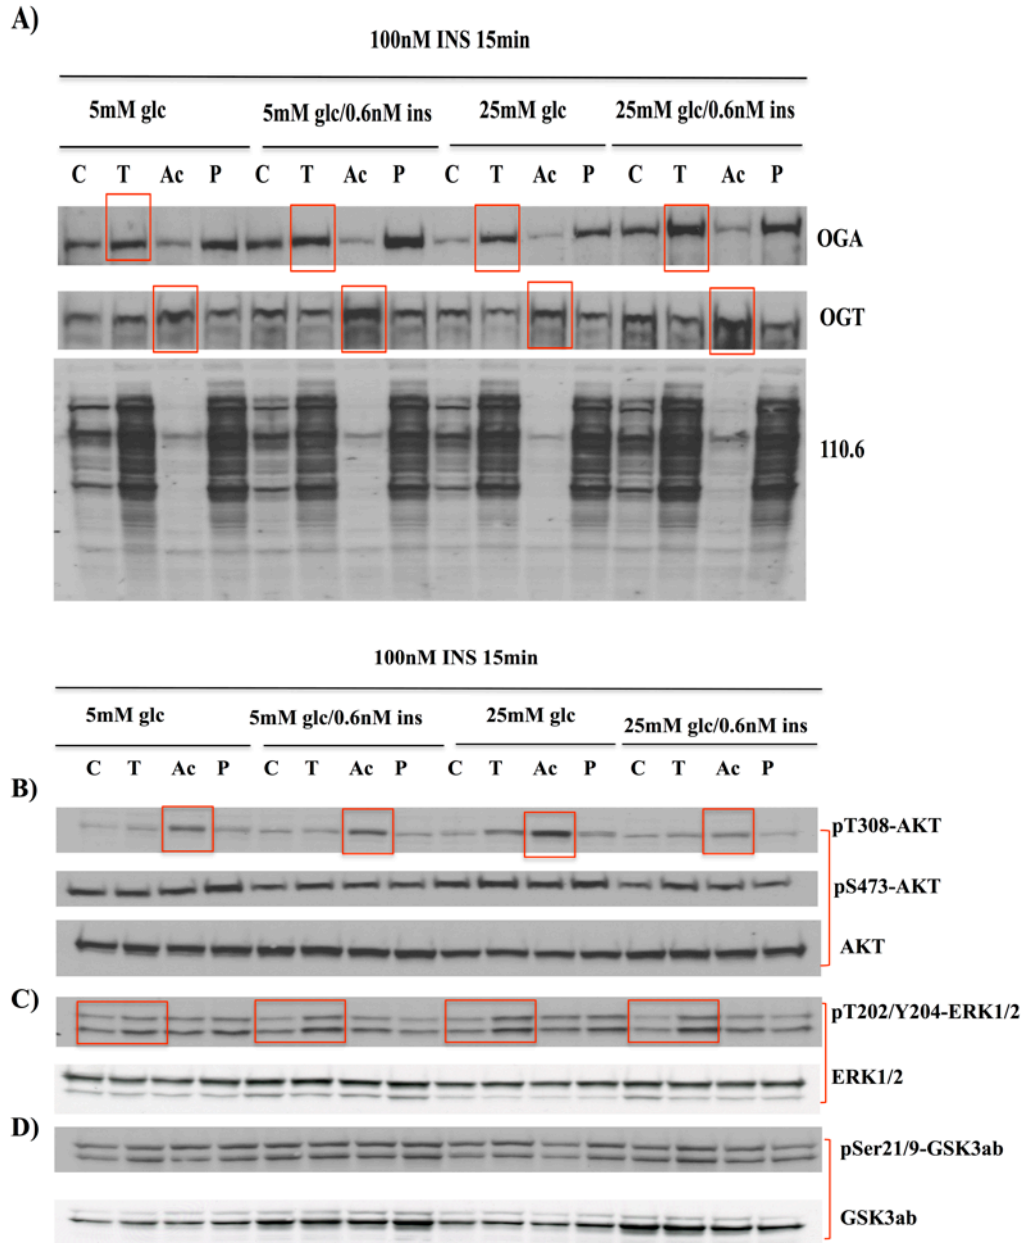 A)
100nM INS 15min
5mM glc 5mM glc/0.6nM ins 25mM glc 25mM glc/0.6nM ins
C T Ac P C T Ac P C T Ac P C T Ac P
OGA
OGT
110.6
100nM INS 15min
5mM glc 5mM glc/0.6nM ins 25mM glc 25mM glc/0.6nM ins
C T Ac P C T Ac P C T Ac P C T Ac P
B)
pT308-AKT
pS473-AKT
AKT
C)
pT202/Y204-ERK1/2
ERK1/2
D)
pSer21/9-GSK3ab
GSK3ab